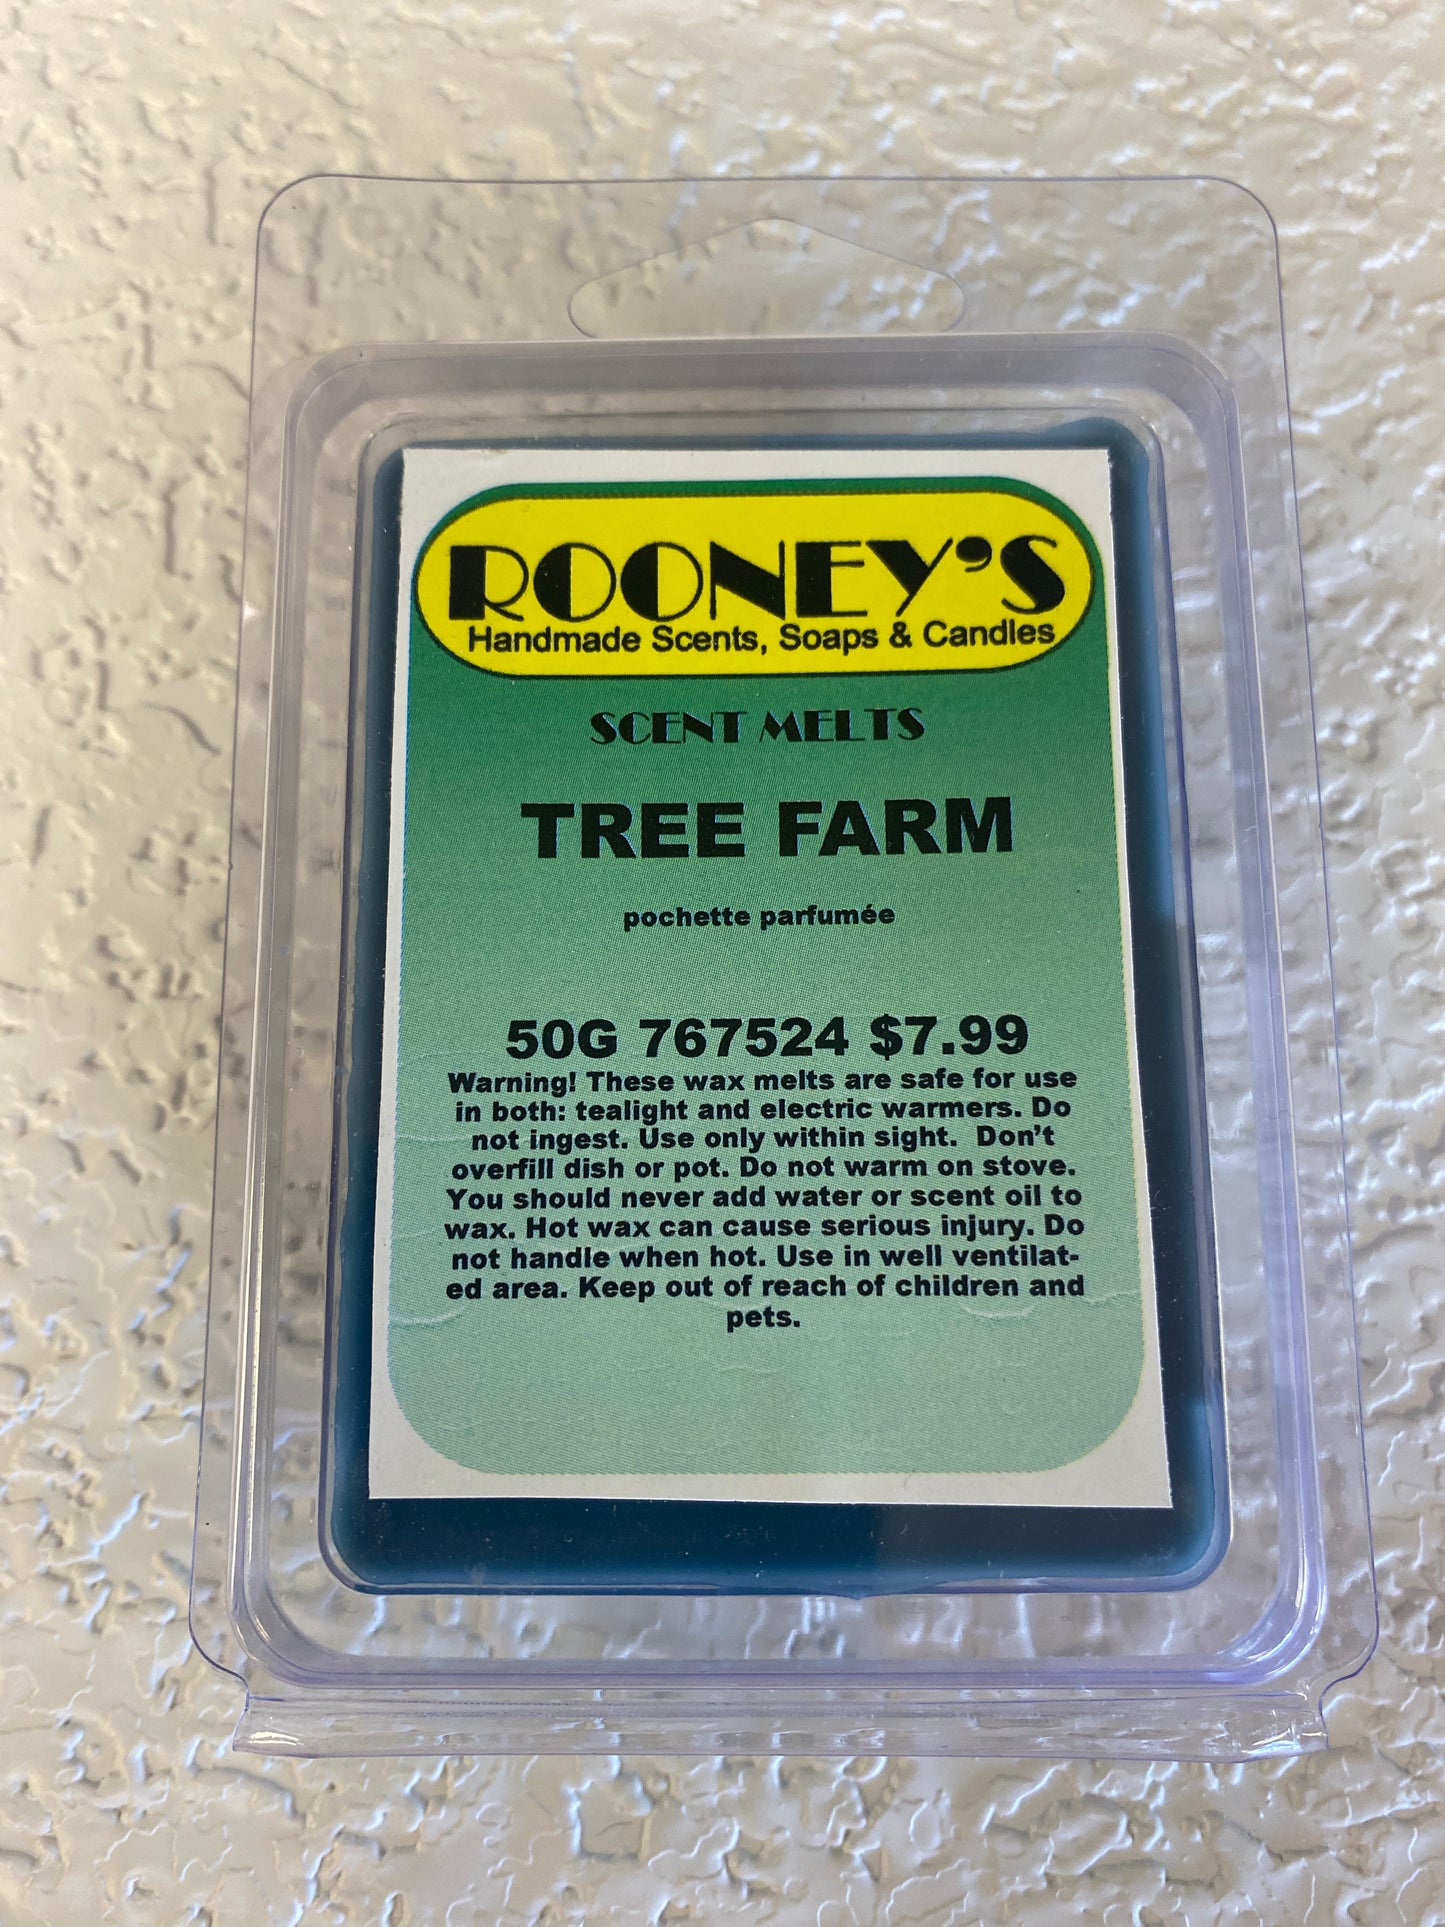 ROONEY'S
Handmade Scents, Soaps & Candles
SCENT MELTS
TREE FARM
pochette parfumée
50G 767524 $7.99
Warning! These wax melts are safe for use
in both: tealight and electric warmers. Do
not ingest. Use only within sight. Don't
overfill dish or pot. Do not warm on stove.
You should never add water or scent oil to
wax. Hot wax can cause serious injury. Do
not handle when hot. Use in well ventilat-
ed area. Keep out of reach of children and
pets.